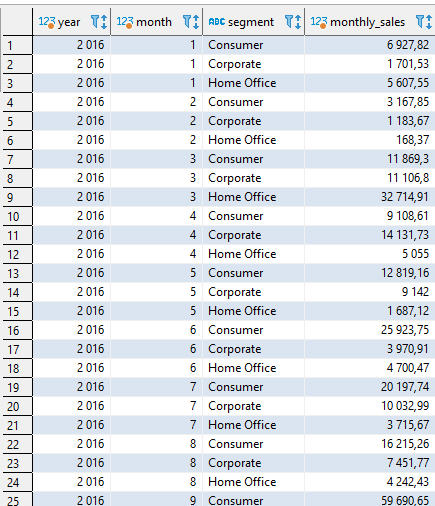 123 year 123 month ABC segment 123 monthly_sales
1 2 016 1 Consumer 6 927,82
2 2 016 1 Corporate 1 701,53
3 2 016 1 Home Office 5 607,55
4 2 016 2 Consumer 3 167,85
5 2 016 2 Corporate 1 183,67
6 2 016 2 Home Office 168,37
7 2 016 3 Consumer 11 869,3
8 2 016 3 Corporate 11 106,8
9 2 016 3 Home Office 32 714,91
10 2 016 4 Consumer 9 108,61
11 2 016 4 Corporate 14 131,73
12 2 016 4 Home Office 5 055
13 2 016 5 Consumer 12 819,16
14 2 016 5 Corporate 9 142
15 2 016 5 Home Office 1 687,12
16 2 016 6 Consumer 25 923,75
17 2 016 6 Corporate 3 970,91
18 2 016 6 Home Office 4 700,47
19 2 016 7 Consumer 20 197,74
20 2 016 7 Corporate 10 032,99
21 2 016 7 Home Office 3 715,67
22 2 016 8 Consumer 16 215,26
23 2 016 8 Corporate 7 451,77
24 2 016 8 Home Office 4 242,43
25 2 016 9 Consumer 59 690,65